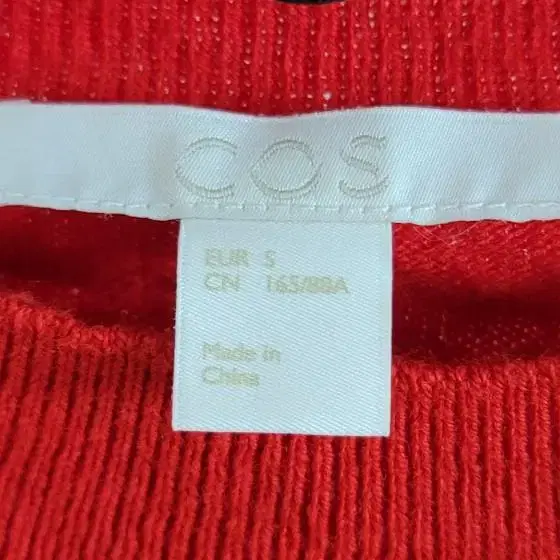 COS
EUR S
CN 165/88A
Made in
China